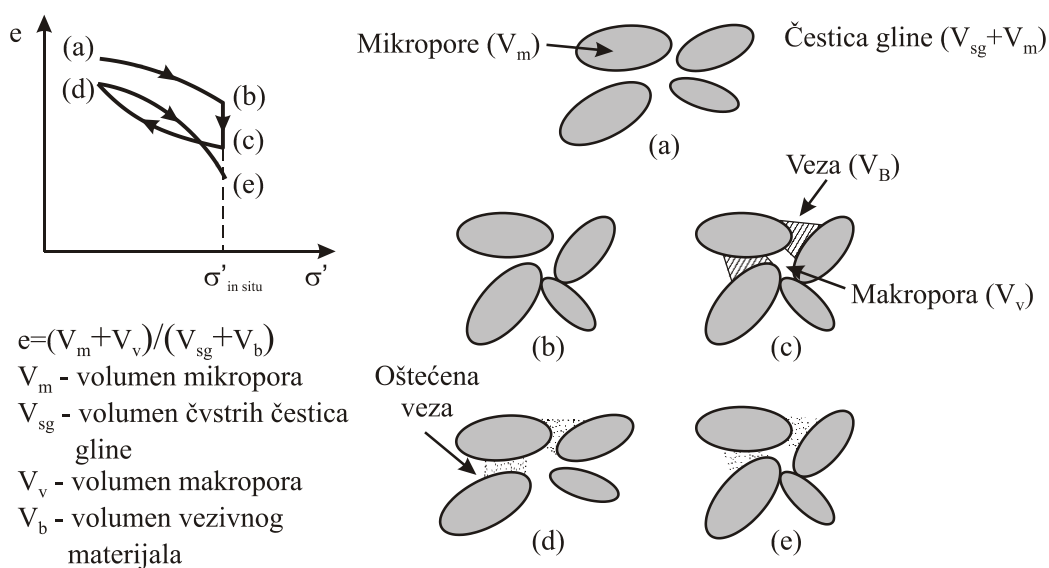 e
(a)
(d)
(b)
(c)
(e)
σ'in situ
σ'
e=(Vm+Vv)/(Vsg+Vb)
Vm - volumen mikropora
Vsg - volumen čvstrih čestica
gline
Vv - volumen makropora
Vb - volumen vezivnog
materijala
Mikropore (Vm)
Čestica gline (Vsg+Vm)
(a)
Veza (VB)
Makropora (Vv)
(b)
(c)
Oštećena
veza
(d)
(e)